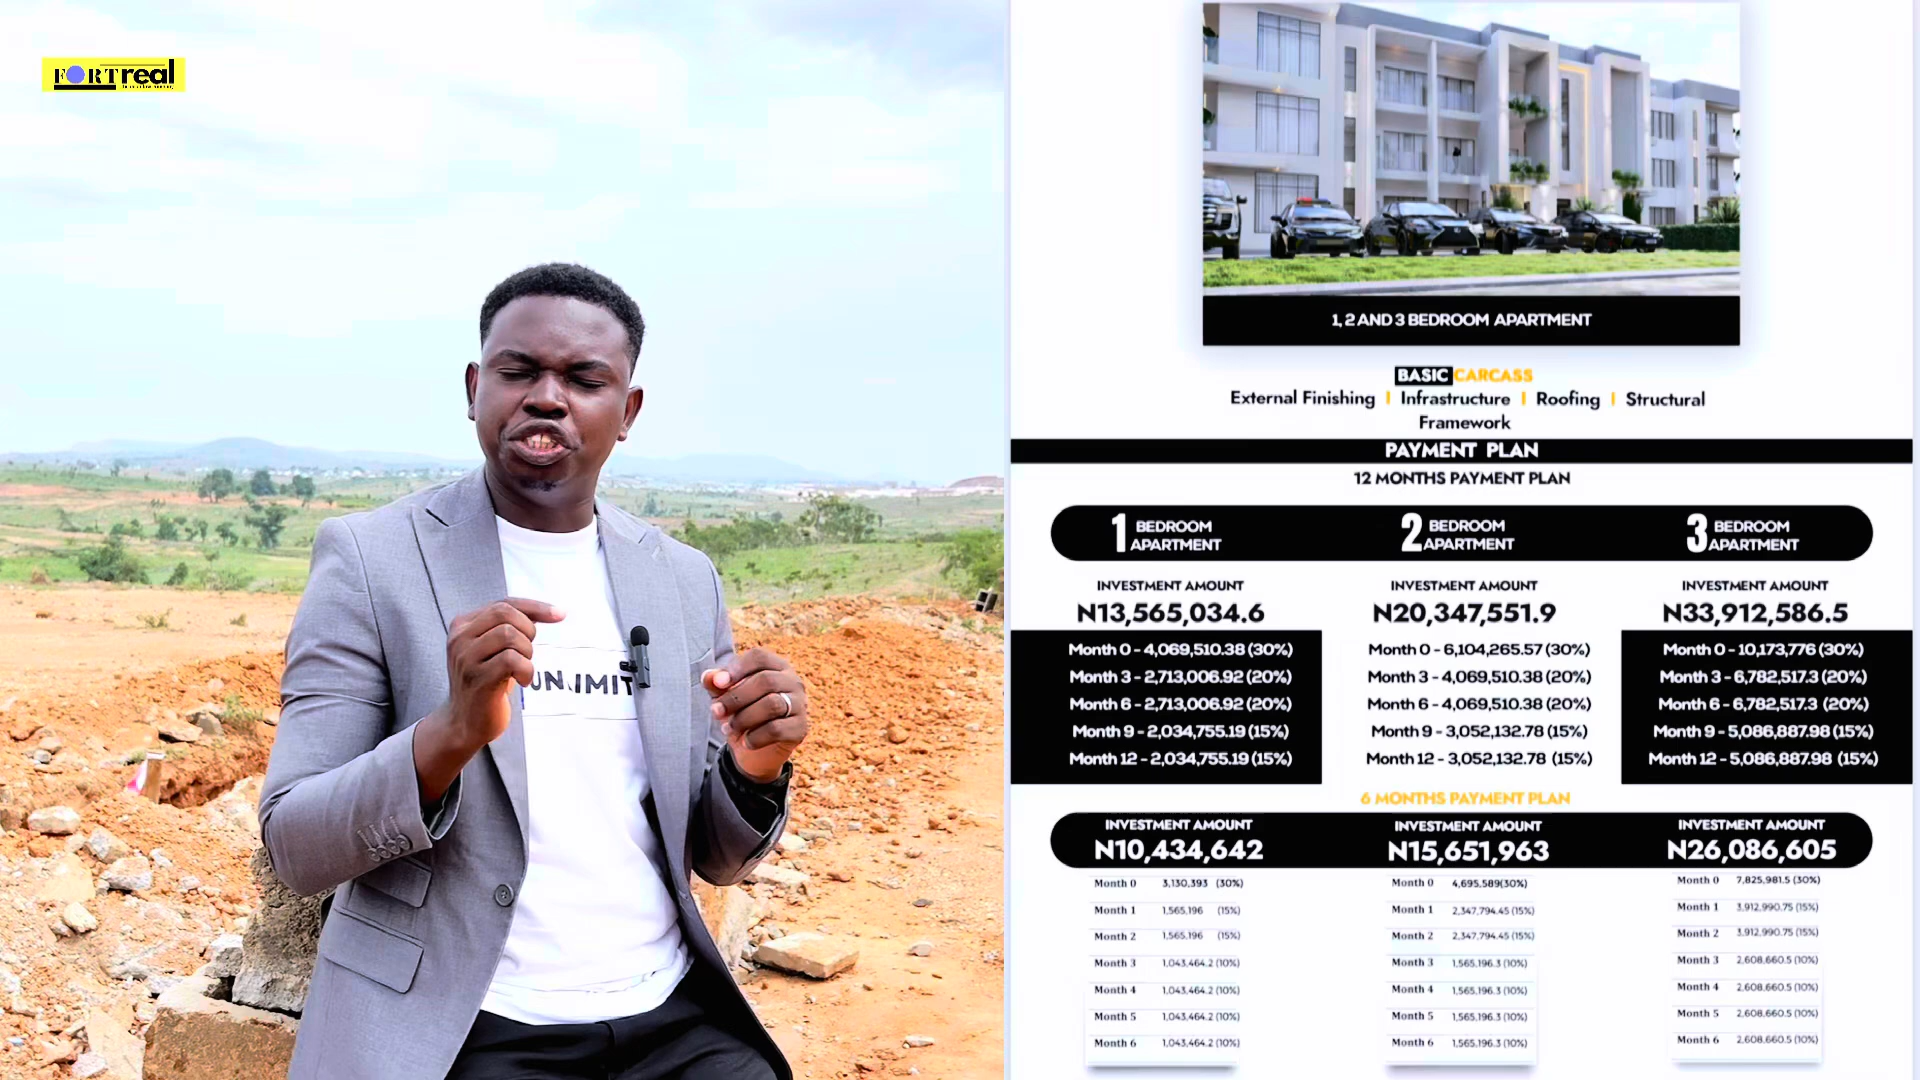 FORTreal
UNLIMIT
1, 2 AND 3 BEDROOM APARTMENT
BASIC CARCASS
External Finishing | Infrastructure | Roofing | Structural
Framework
PAYMENT PLAN
12 MONTHS PAYMENT PLAN
1 BEDROOM APARTMENT
2 BEDROOM APARTMENT
3 BEDROOM APARTMENT
INVESTMENT AMOUNT
N13,565,034.6
Month 0 - 4,069,510.38 (30%)
Month 3 - 2,713,006.92 (20%)
Month 6 - 2,713,006.92 (20%)
Month 9 - 2,034,755.19 (15%)
Month 12 - 2,034,755.19 (15%)
INVESTMENT AMOUNT
N20,347,551.9
Month 0 - 6,104,265.57 (30%)
Month 3 - 4,069,510.38 (20%)
Month 6 - 4,069,510.38 (20%)
Month 9 - 3,052,132.78 (15%)
Month 12 - 3,052,132.78 (15%)
INVESTMENT AMOUNT
N33,912,586.5
Month 0 - 10,173,776 (30%)
Month 3 - 6,782,517.3 (20%)
Month 6 - 6,782,517.3 (20%)
Month 9 - 5,086,887.98 (15%)
Month 12 - 5,086,887.98 (15%)
6 MONTHS PAYMENT PLAN
INVESTMENT AMOUNT
N10,434,642
Month 0 3,130,393 (30%)
Month 1 1,565,196 (15%)
Month 2 1,565,196 (15%)
Month 3 1,043,464.2 (10%)
Month 4 1,043,464.2 (10%)
Month 5 1,043,464.2 (10%)
Month 6 1,043,464.2 (10%)
INVESTMENT AMOUNT
N15,651,963
Month 0 4,695,589(30%)
Month 1 2,347,794.45 (15%)
Month 2 2,347,794.45 (15%)
Month 3 1,565,196.3 (10%)
Month 4 1,565,196.3 (10%)
Month 5 1,565,196.3 (10%)
Month 6 1,565,196.3 (10%)
INVESTMENT AMOUNT
N26,086,605
Month 0 7,825,981.5 (30%)
Month 1 3,912,990.75 (15%)
Month 2 3,912,990.75 (15%)
Month 3 2,608,660.5 (10%)
Month 4 2,608,660.5 (10%)
Month 5 2,608,660.5 (10%)
Month 6 2,608,660.5 (10%)